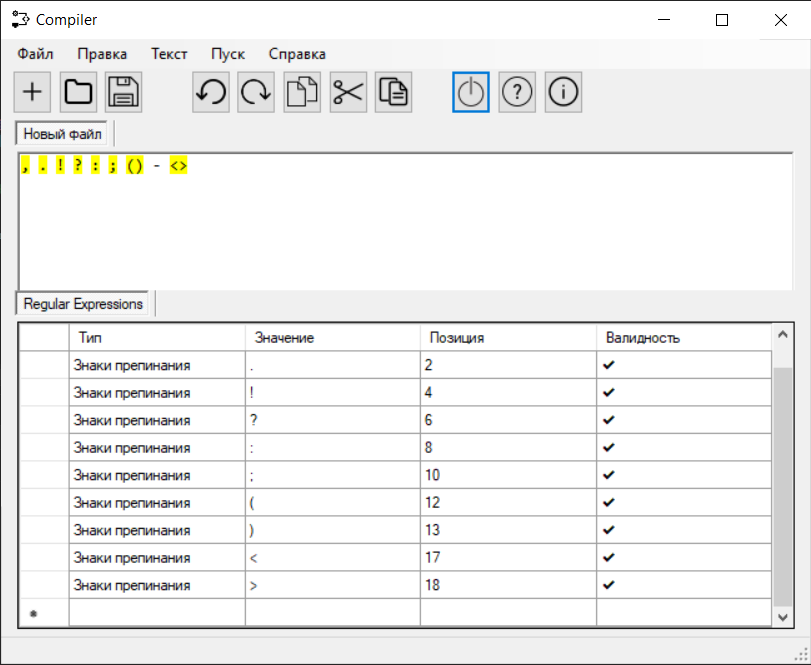 Compiler
Файл Правка Текст Пуск Справка
Новый файл
, . ! ? : ; () - <>
Regular Expressions
Тип Значение Позиция Валидность
Знаки препинания . 2 ✔
Знаки препинания ! 4 ✔
Знаки препинания ? 6 ✔
Знаки препинания : 8 ✔
Знаки препинания ; 10 ✔
Знаки препинания ( 12 ✔
Знаки препинания ) 13 ✔
Знаки препинания < 17 ✔
Знаки препинания > 18 ✔
*